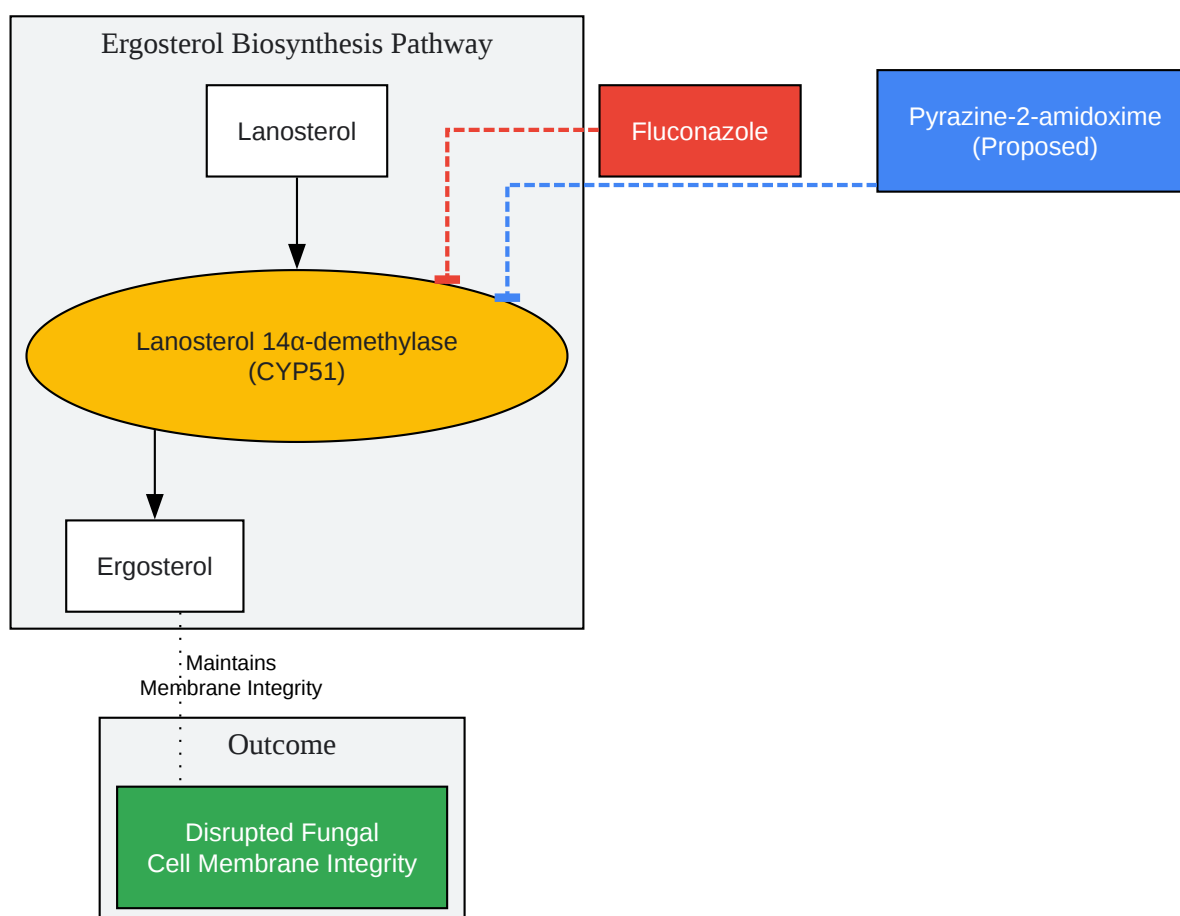 Ergosterol Biosynthesis Pathway
Lanosterol
Fluconazole
Pyrazine-2-amidoxime
(Proposed)
Lanosterol 14α-demethylase
(CYP51)
Ergosterol
Maintains
Membrane Integrity
Outcome
Disrupted Fungal
Cell Membrane Integrity